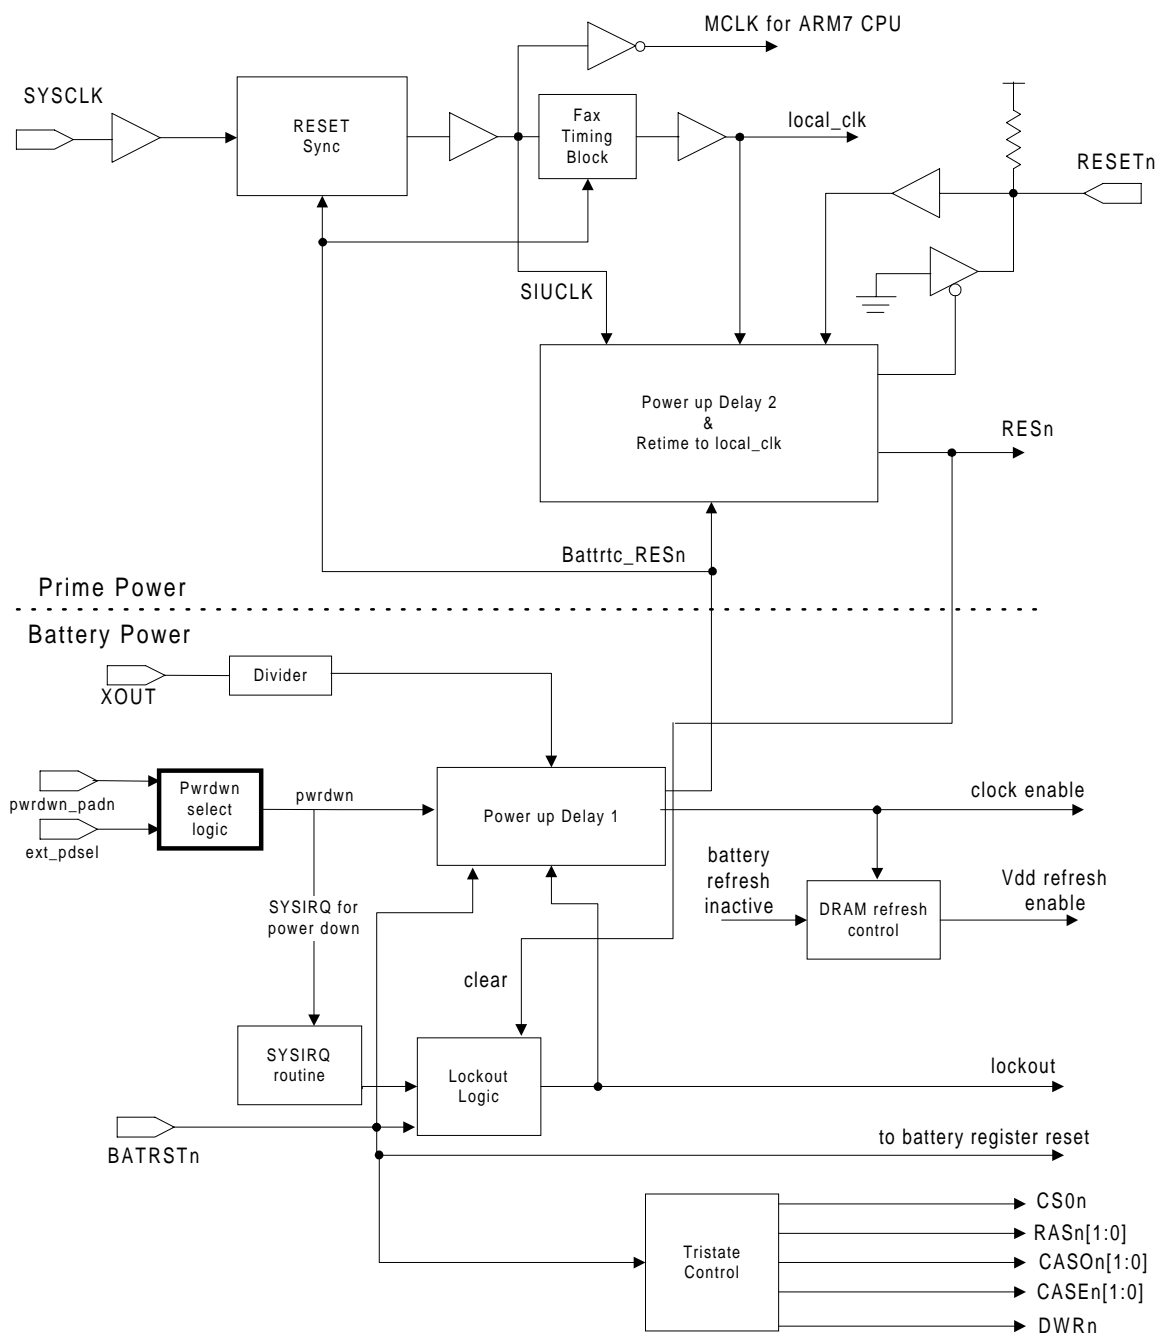 MCLK for ARM7 CPU
SYSCLK
RESET
Sync
Fax
Timing
Block
local_clk
RESETn
SIUCLK
Power up Delay 2
&
Retime to local_clk
RESn
Battrtc_RESn
Prime Power
Battery Power
XOUT
Divider
pwrdwn_padn
ext_pdsel
Pwrdwn
select
logic
pwrdwn
Power up Delay 1
clock enable
battery
refresh
inactive
DRAM refresh
control
Vdd refresh
enable
SYSIRQ for
power down
clear
SYSIRQ
routine
Lockout
Logic
lockout
BATRSTn
to battery register reset
Tristate
Control
CS0n
RASn[1:0]
CASOn[1:0]
CASEn[1:0]
DWRn